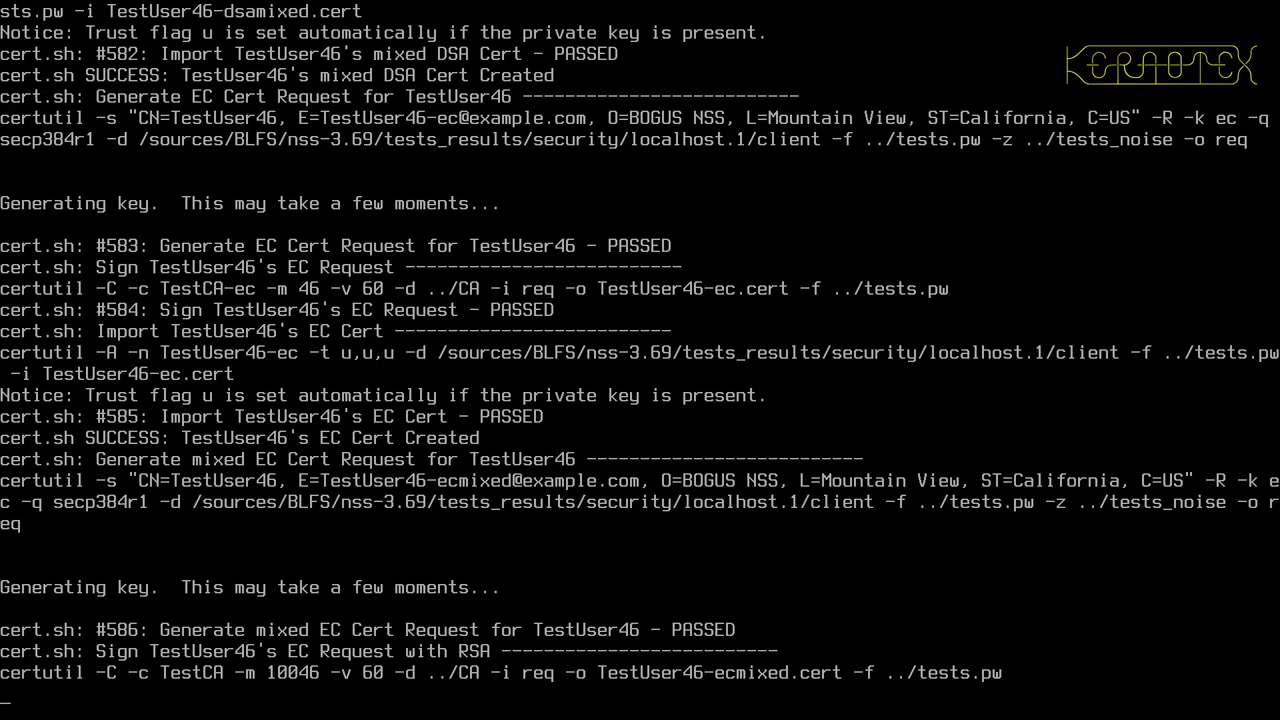 sts.pw -i TestUser46-dsamixed.cert
Notice: Trust flag u is set automatically if the private key is present.
cert.sh: #582: Import TestUser46's mixed DSA Cert - PASSED
cert.sh SUCCESS: TestUser46's mixed DSA Cert Created
cert.sh: Generate EC Cert Request for TestUser46 --------------------------
certutil -s "CN=TestUser46, E=TestUser46-ec@example.com, O=BOGUS NSS, L=Mountain View, ST=California, C=US" -R -k ec -q
secp384r1 -d /sources/BLFS/nss-3.69/tests_results/security/localhost.1/client -f ../tests.pw -z ../tests_noise -o req
Generating key.  This may take a few moments...
cert.sh: #583: Generate EC Cert Request for TestUser46 - PASSED
cert.sh: Sign TestUser46's EC Request --------------------------
certutil -C -c TestCA-ec -m 46 -v 60 -d ../CA -i req -o TestUser46-ec.cert -f ../tests.pw
cert.sh: #584: Sign TestUser46's EC Request - PASSED
cert.sh: Import TestUser46's EC Cert --------------------------
certutil -A -n TestUser46-ec -t u,u,u -d /sources/BLFS/nss-3.69/tests_results/security/localhost.1/client -f ../tests.pw
 -i TestUser46-ec.cert
Notice: Trust flag u is set automatically if the private key is present.
cert.sh: #585: Import TestUser46's EC Cert - PASSED
cert.sh SUCCESS: TestUser46's EC Cert Created
cert.sh: Generate mixed EC Cert Request for TestUser46 --------------------------
certutil -s "CN=TestUser46, E=TestUser46-ecmixed@example.com, O=BOGUS NSS, L=Mountain View, ST=California, C=US" -R -k e
c -q secp384r1 -d /sources/BLFS/nss-3.69/tests_results/security/localhost.1/client -f ../tests.pw -z ../tests_noise -o r
eq
Generating key.  This may take a few moments...
cert.sh: #586: Generate mixed EC Cert Request for TestUser46 - PASSED
cert.sh: Sign TestUser46's EC Request with RSA --------------------------
certutil -C -c TestCA -m 10046 -v 60 -d ../CA -i req -o TestUser46-ecmixed.cert -f ../tests.pw
_